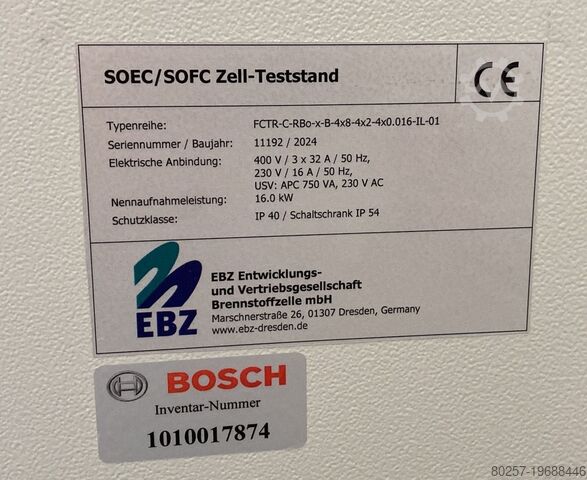 SOEC/SOFC Zell-Teststand
CE
Typenreihe: FCTR-C-RBo-x-B-4x8-4x2-4x0.016-IL-01
Seriennummer / Baujahr: 11192 / 2024
Elektrische Anbindung: 400 V / 3 x 32 A / 50 Hz,
230 V / 16 A / 50 Hz,
USV: APC 750 VA, 230 V AC
Nennaufnahmeleistung: 16.0 kW
Schutzklasse: IP 40 / Schaltschrank IP 54
EBZ
EBZ Entwicklungs-
und Vertriebsgesellschaft
Brennstoffzelle mbH
Marschnerstraße 26, 01307 Dresden, Germany
www.ebz-dresden.de
BOSCH
Inventar-Nummer
1010017874
80257-19688446